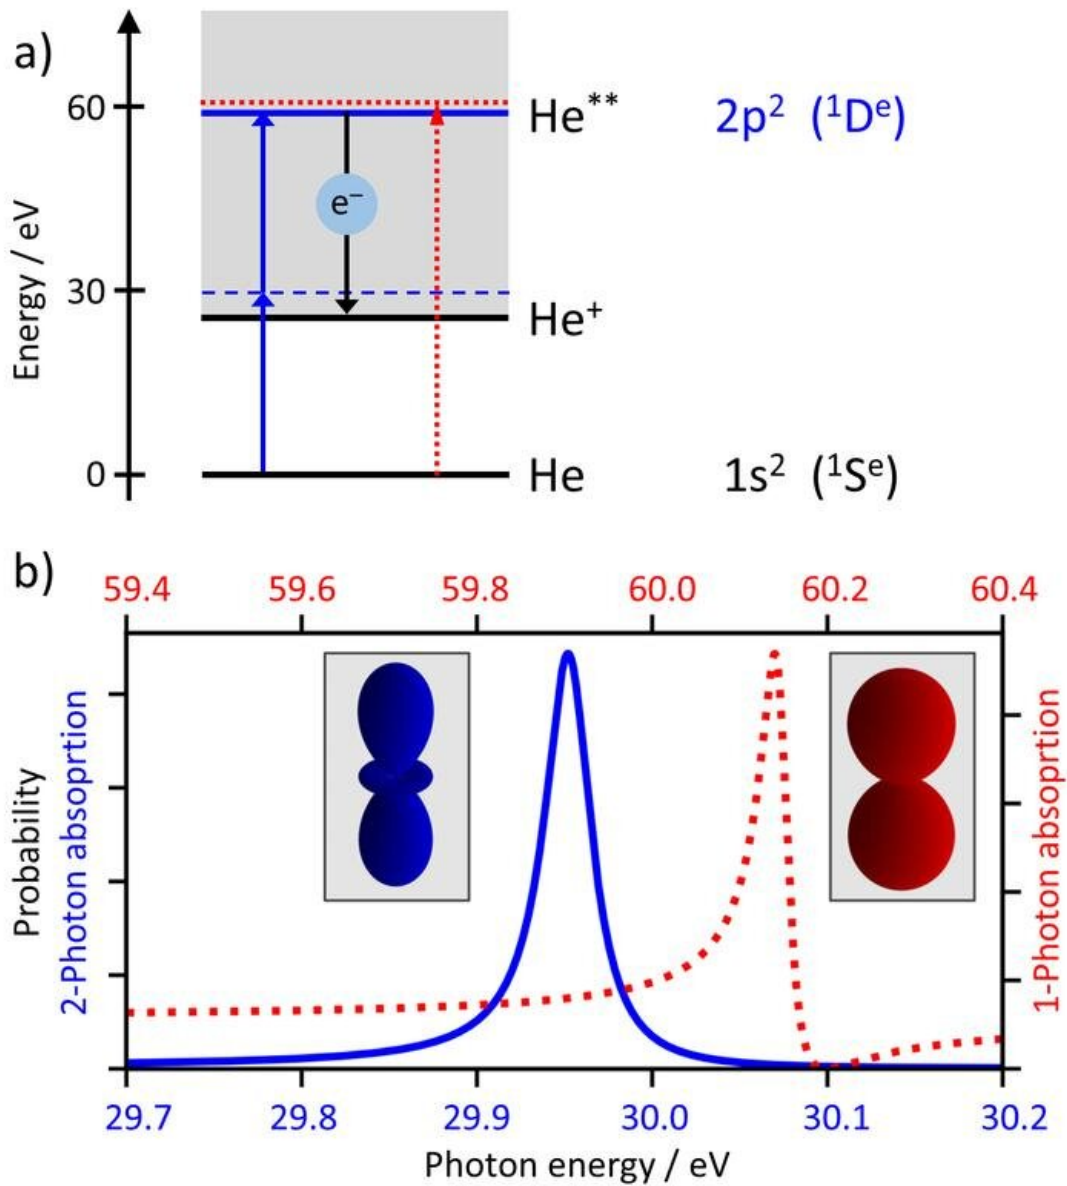 a)
Energy / eV
60
30
0
He**
2p² (¹Dᵉ)
e⁻
He⁺
He
1s² (¹Sᵉ)
b)
59.4 59.6 59.8 60.0 60.2 60.4
Probability
2-Photon absoprtion
1-Photon absoprtion
29.7 29.8 29.9 30.0 30.1 30.2
Photon energy / eV